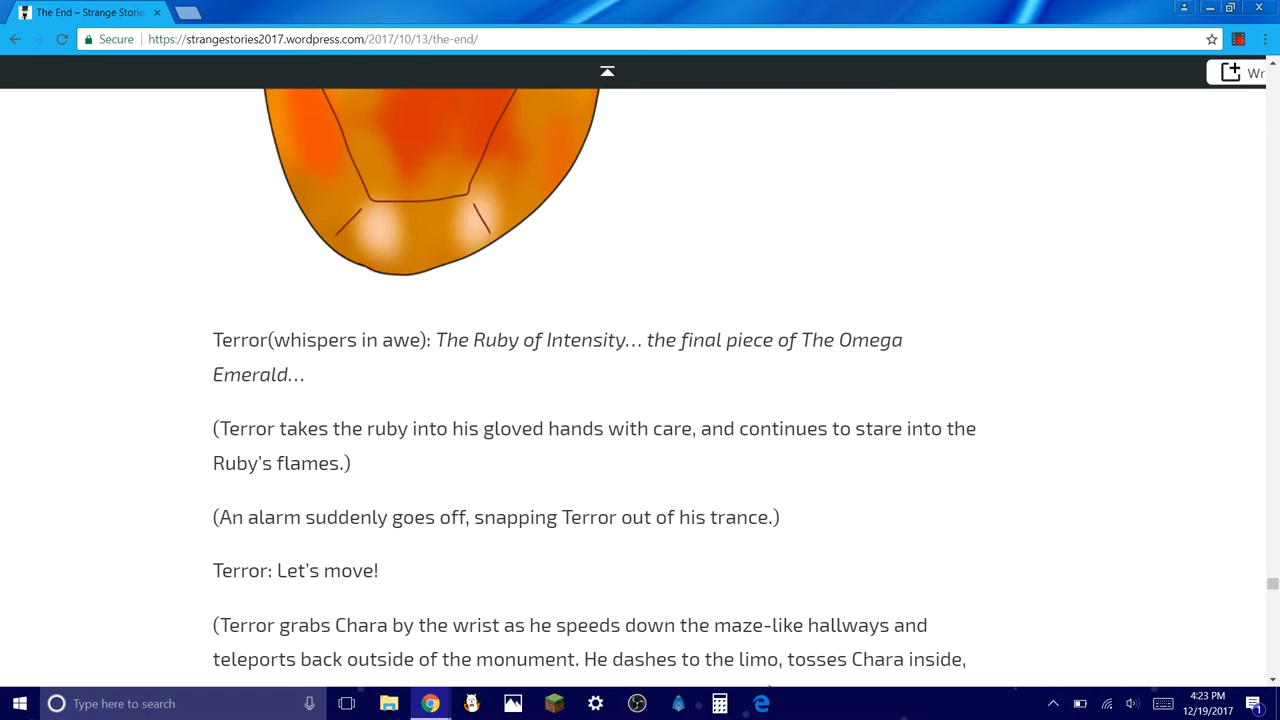 The End – Strange Storie
Secure https://strangestories2017.wordpress.com/2017/10/13/the-end/
Wr
Terror(whispers in awe): The Ruby of Intensity… the final piece of The Omega
Emerald…
(Terror takes the ruby into his gloved hands with care, and continues to stare into the
Ruby’s flames.)
(An alarm suddenly goes off, snapping Terror out of his trance.)
Terror: Let’s move!
(Terror grabs Chara by the wrist as he speeds down the maze-like hallways and
teleports back outside of the monument. He dashes to the limo, tosses Chara inside,
Type here to search
4:23 PM
12/19/2017
1